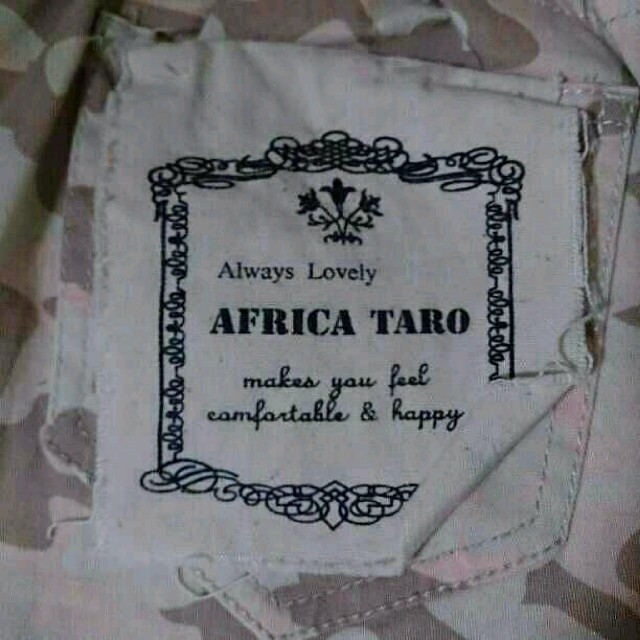 Always Lovely
AFRICA TARO
makes you feel
comfortable & happy